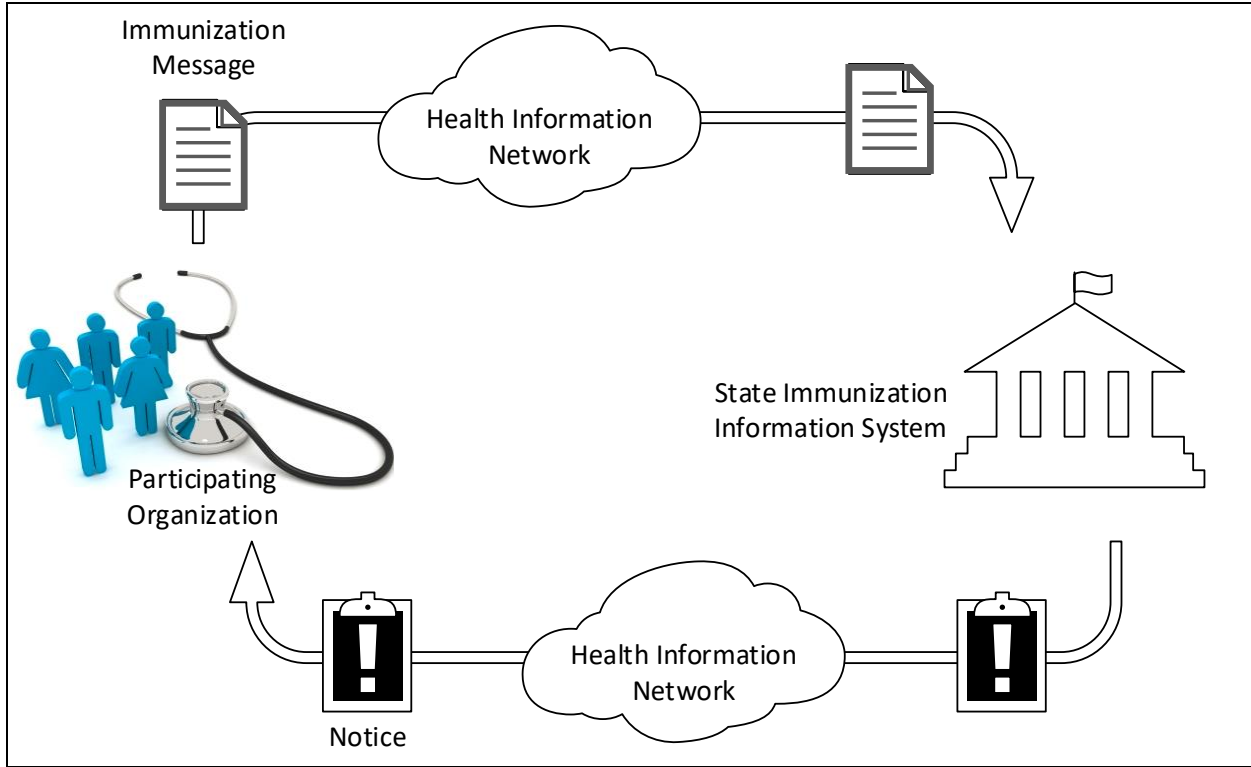 Immunization
Message
Health Information
Network
State Immunization
Information System
Participating
Organization
Health Information
Network
Notice